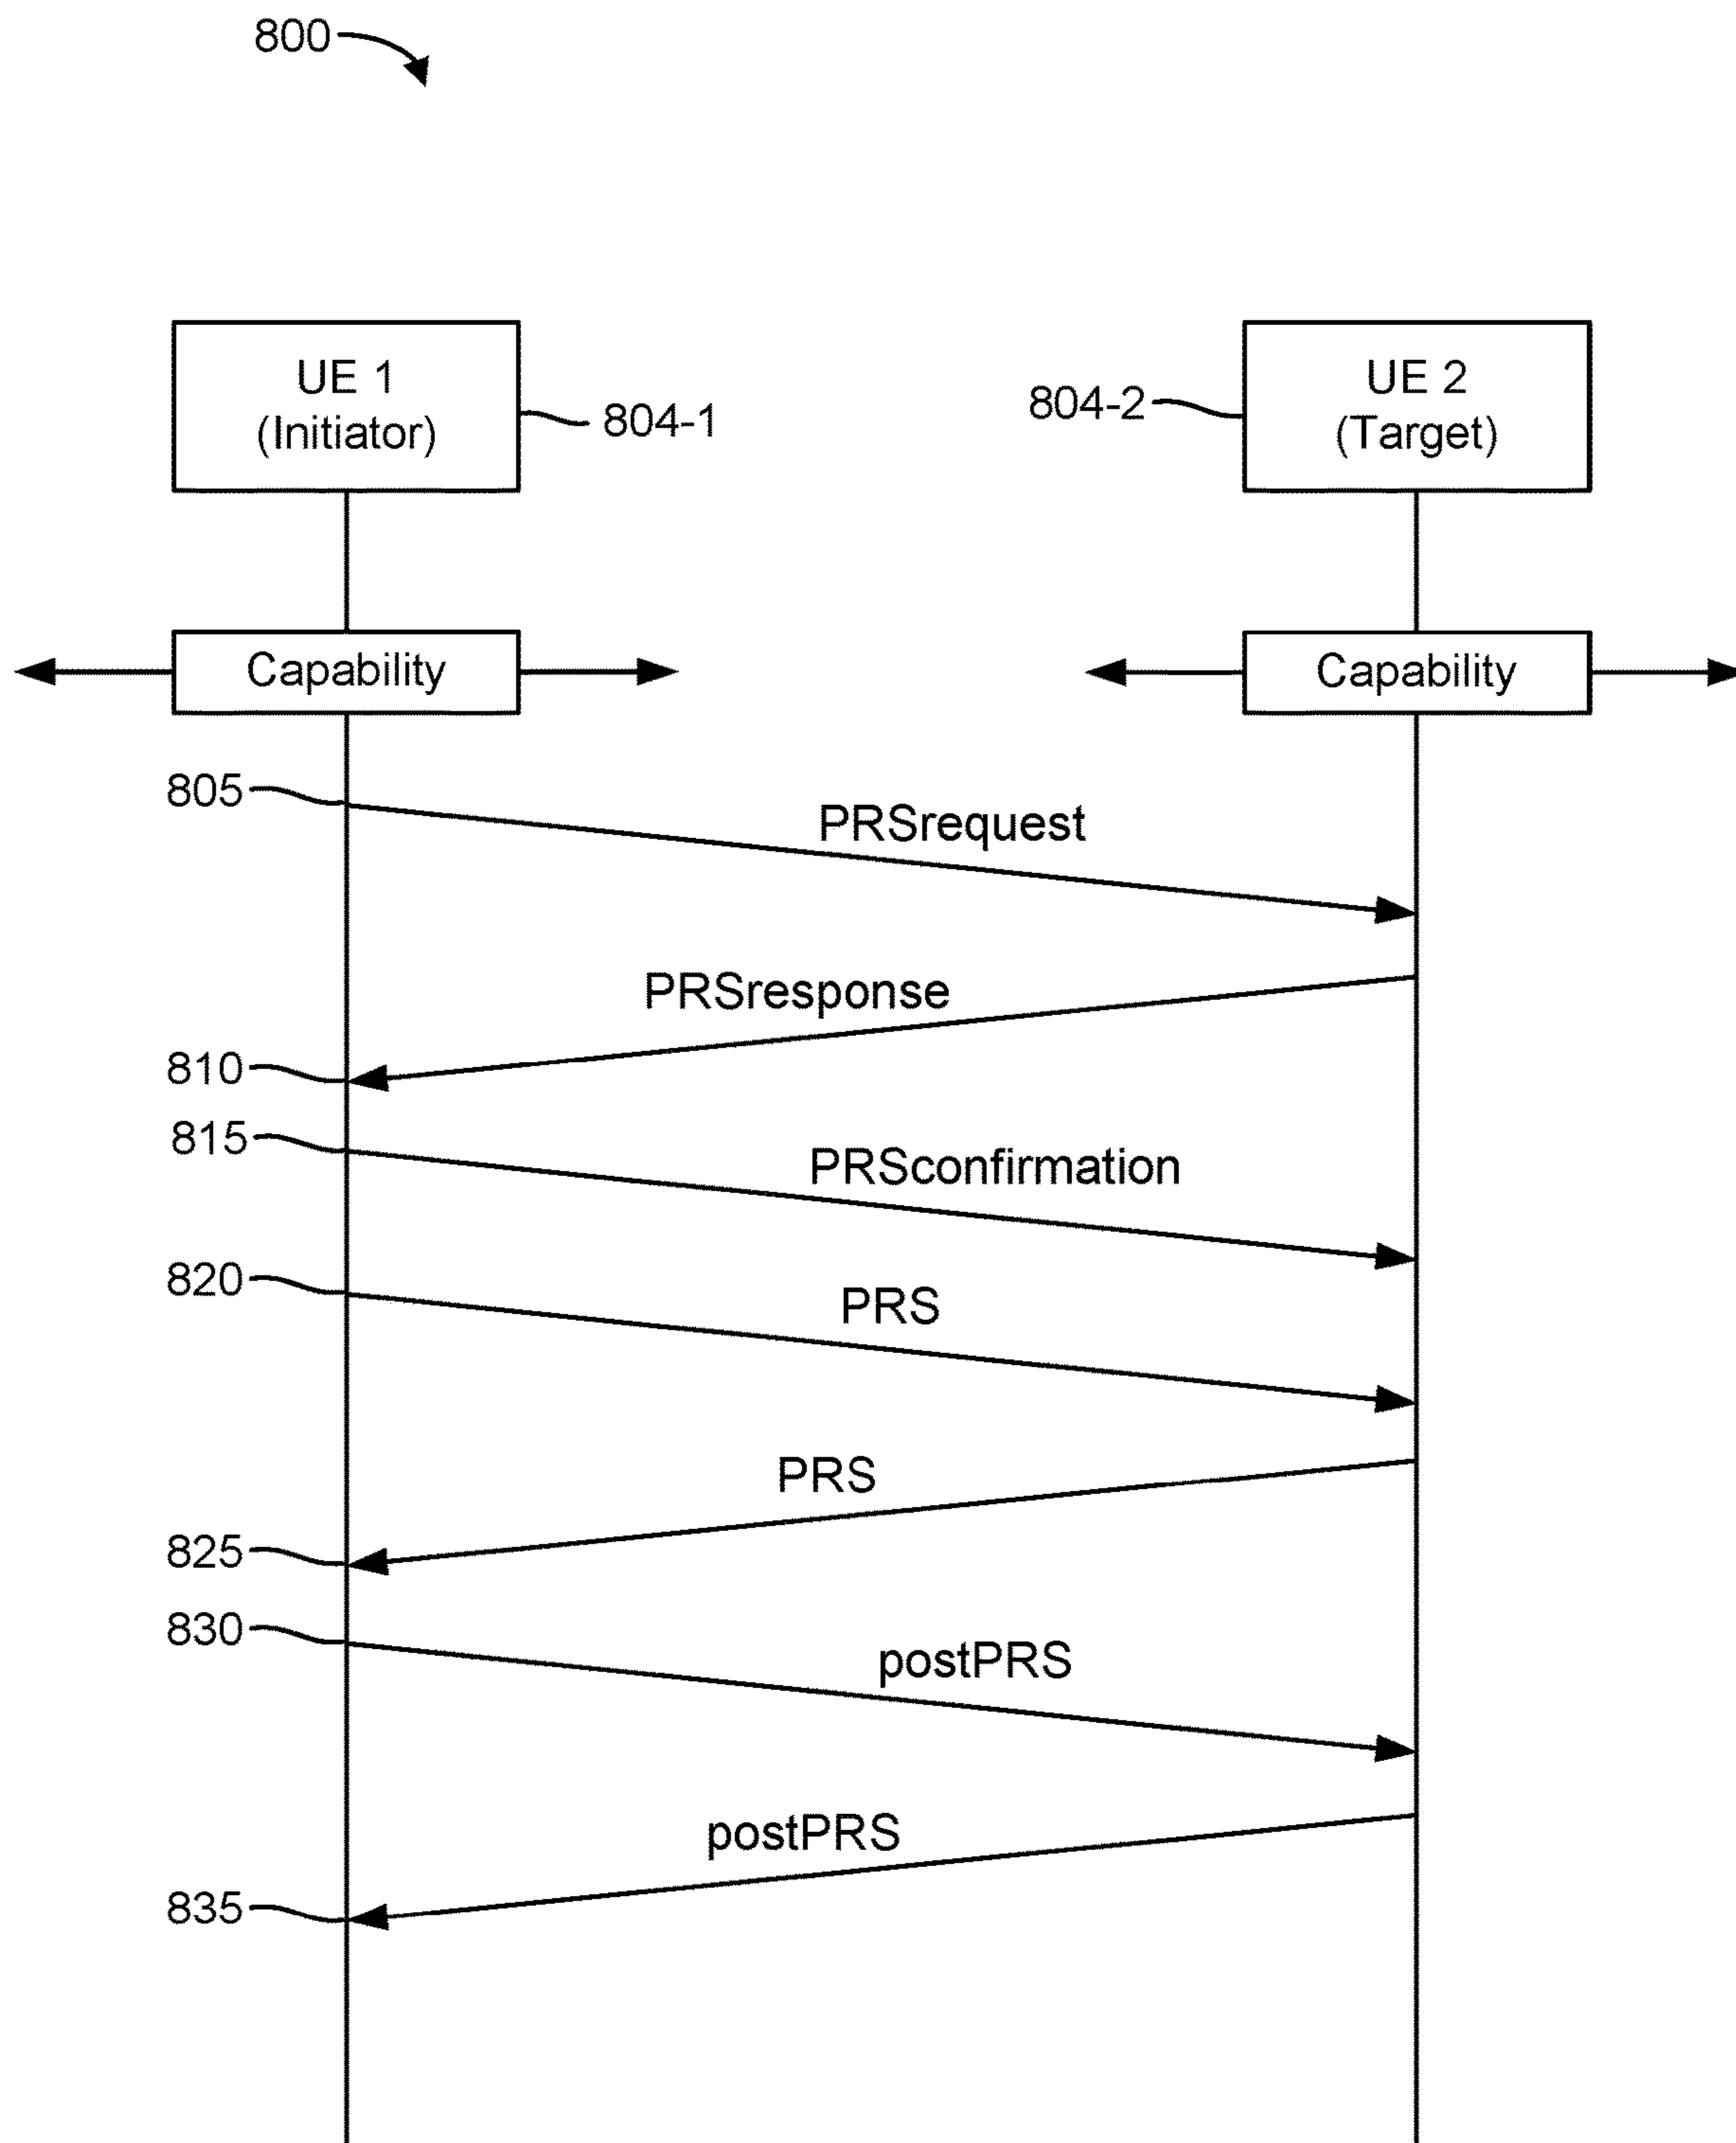 800
UE 1
(Initiator)
804-1
804-2
UE 2
(Target)
Capability
Capability
805
PRSrequest
PRSresponse
810
815
PRSconfirmation
820
PRS
PRS
825
830
postPRS
postPRS
835